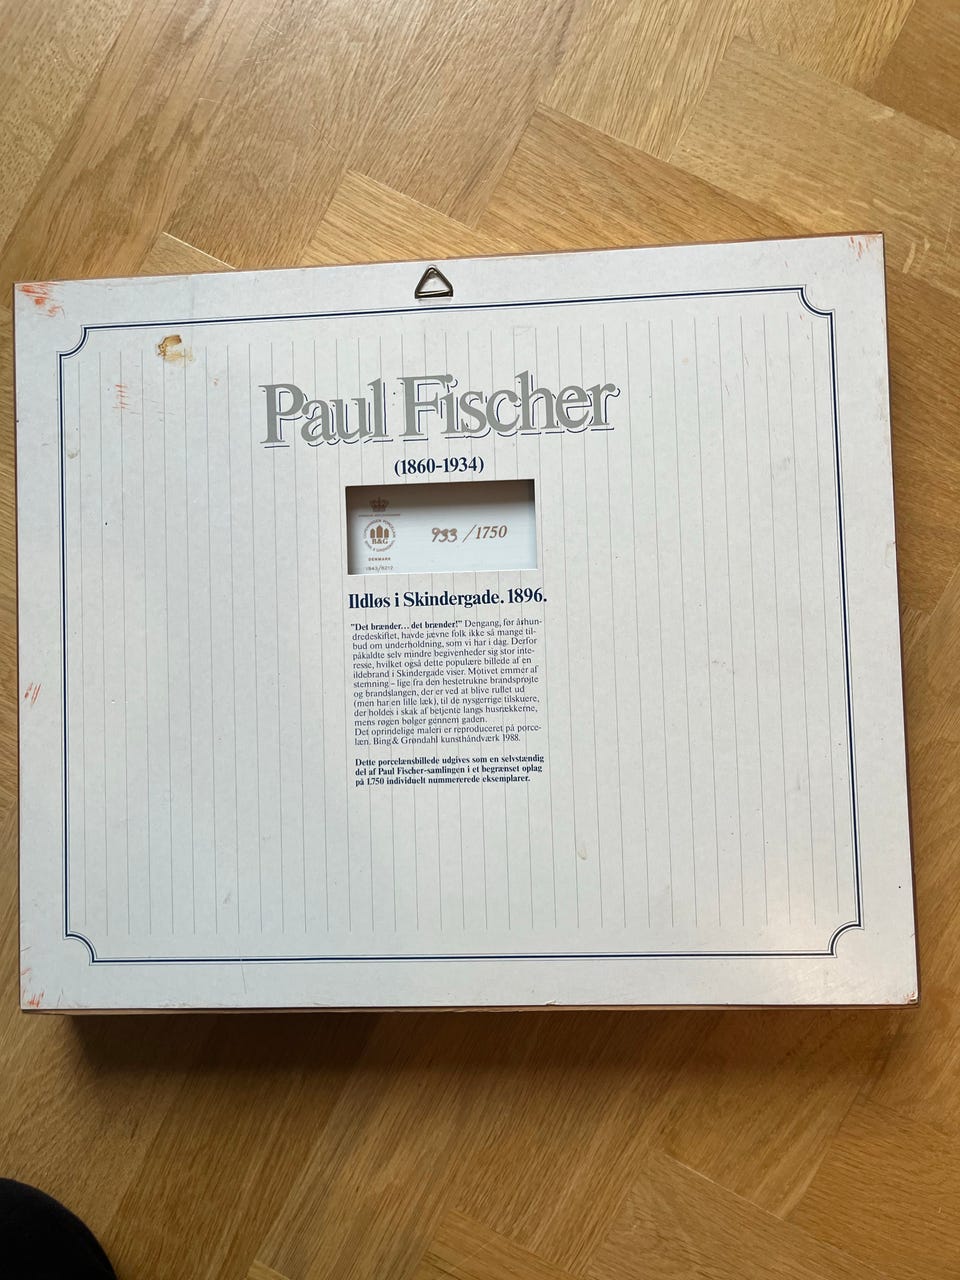 Paul Fischer
(1860-1934)
B&G
DENMARK
933 /1750
Ildløs i Skindergade. 1896.
"Det brænder... det brænder!" Dengang, før århun-
dredeskiftet, havde jævne folk ikke så mange til-
bud om underholdning, som vi har i dag. Derfor
påkaldte selv mindre begivenheder sig stor inte-
resse, hvilket også dette populære billede af en
ildebrand i Skindergade viser. Motivet emmer af
stemning – lige fra den hestetrukne brandsprøjte
og brandslangen, der er ved at blive rullet ud
(men har en lille læk), til de nysgerrige tilskuere,
der holdes i skak af betjente langs husrækkerne,
mens røgen bølger gennem gaden.
Det oprindelige maleri er reproduceret på porce-
læn. Bing & Grøndahl kunsthåndværk 1988.
Dette porcelænsbillede udgives som en selvstændig
del af Paul Fischer-samlingen i et begrænset oplag
på 1.750 individuelt nummererede eksemplarer.